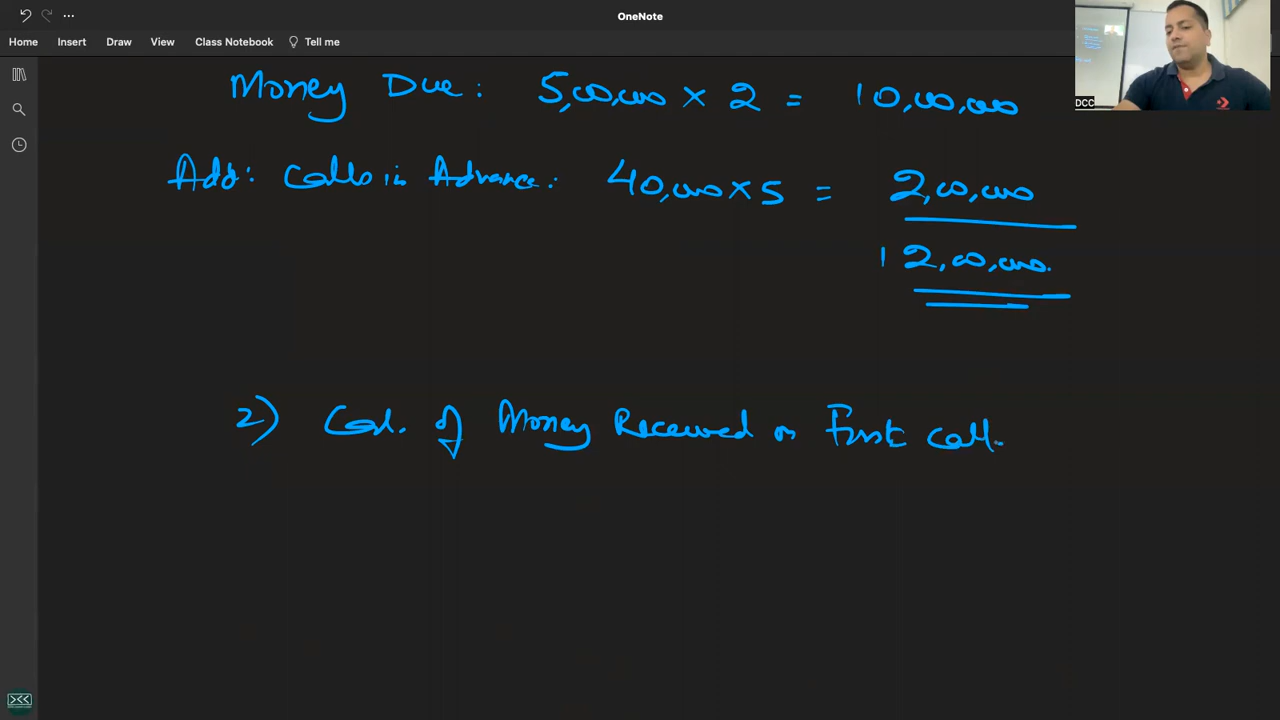 OneNote
Home Insert Draw View Class Notebook Tell me
DCC
Money Due: 5,00,000 × 2 = 10,00,000
Add: Calls in Advance: 40,000 × 5 = 2,00,000
12,00,000.
2) Cal. of Money Received on First Call.